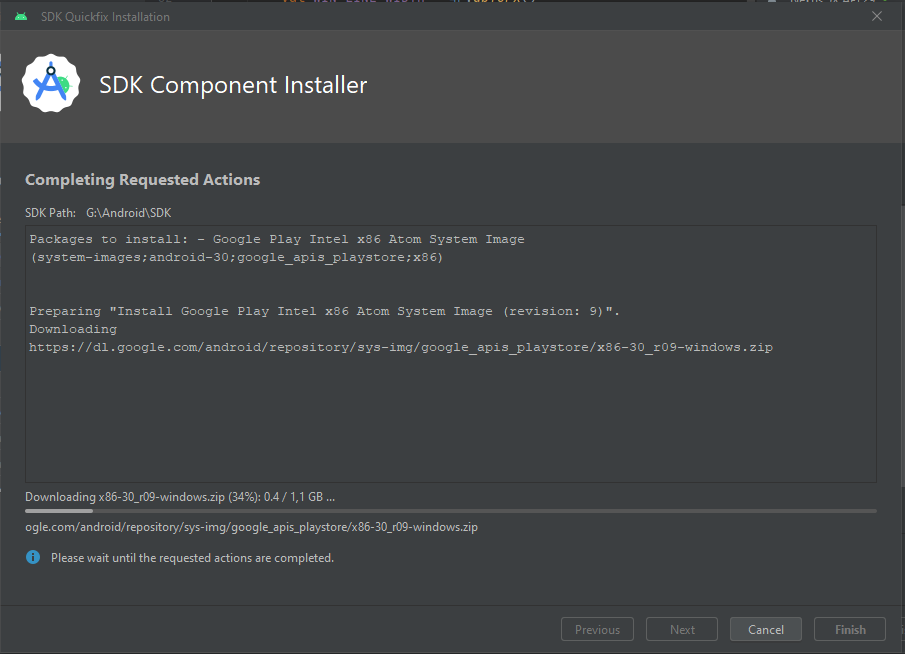 SDK Quickfix Installation
SDK Component Installer
Completing Requested Actions
SDK Path: G:\Android\SDK
Packages to install: - Google Play Intel x86 Atom System Image
(system-images;android-30;google_apis_playstore;x86)
Preparing "Install Google Play Intel x86 Atom System Image (revision: 9)".
Downloading
https://dl.google.com/android/repository/sys-img/google_apis_playstore/x86-30_r09-windows.zip
Downloading x86-30_r09-windows.zip (34%): 0.4 / 1,1 GB ...
ogle.com/android/repository/sys-img/google_apis_playstore/x86-30_r09-windows.zip
Please wait until the requested actions are completed.
Previous
Next
Cancel
Finish